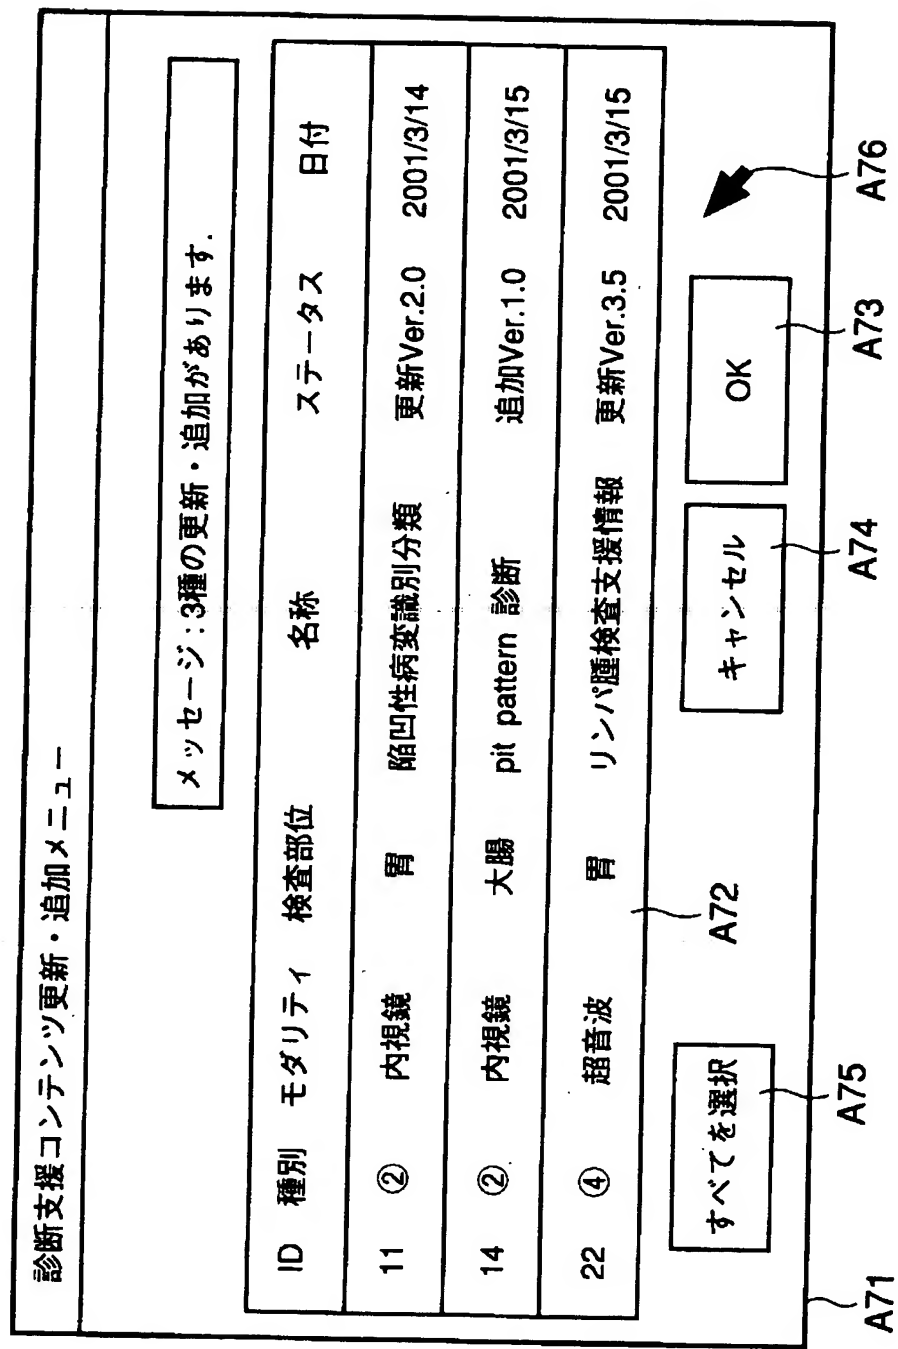 診断支援コンテンツ更新・追加メニュー
メッセージ:3種の更新・追加があります.
ID 種別 モダリティ 検査部位 名称 ステータス 日付
11 ② 内視鏡 胃 陥凹性病変識別分類 更新Ver.2.0 2001/3/14
14 ② 内視鏡 大腸 pit pattern 診断 追加Ver.1.0 2001/3/15
22 ④ 超音波 胃 リンパ腫検査支援情報 更新Ver.3.5 2001/3/15
A72
すべてを選択 キャンセル OK
A71 A75 A74 A73 A76